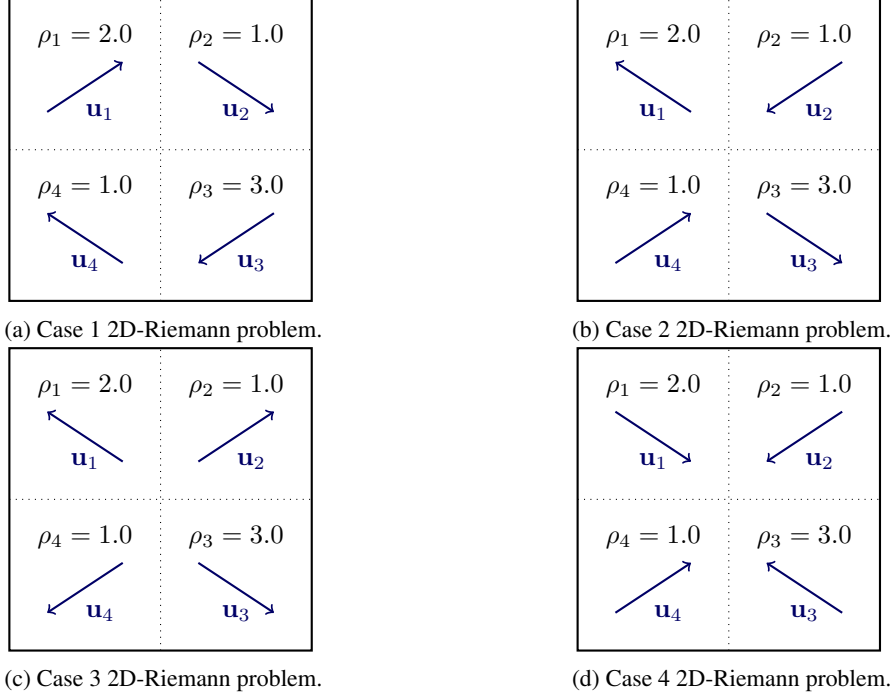 ρ₁ = 2.0 ρ₂ = 1.0 ρ₁ = 2.0 ρ₂ = 1.0
u₁ u₂ u₁ u₂
ρ₄ = 1.0 ρ₃ = 3.0 ρ₄ = 1.0 ρ₃ = 3.0
u₄ u₃ u₄ u₃
(a) Case 1 2D-Riemann problem. (b) Case 2 2D-Riemann problem.
ρ₁ = 2.0 ρ₂ = 1.0 ρ₁ = 2.0 ρ₂ = 1.0
u₁ u₂ u₁ u₂
ρ₄ = 1.0 ρ₃ = 3.0 ρ₄ = 1.0 ρ₃ = 3.0
u₄ u₃ u₄ u₃
(c) Case 3 2D-Riemann problem. (d) Case 4 2D-Riemann problem.